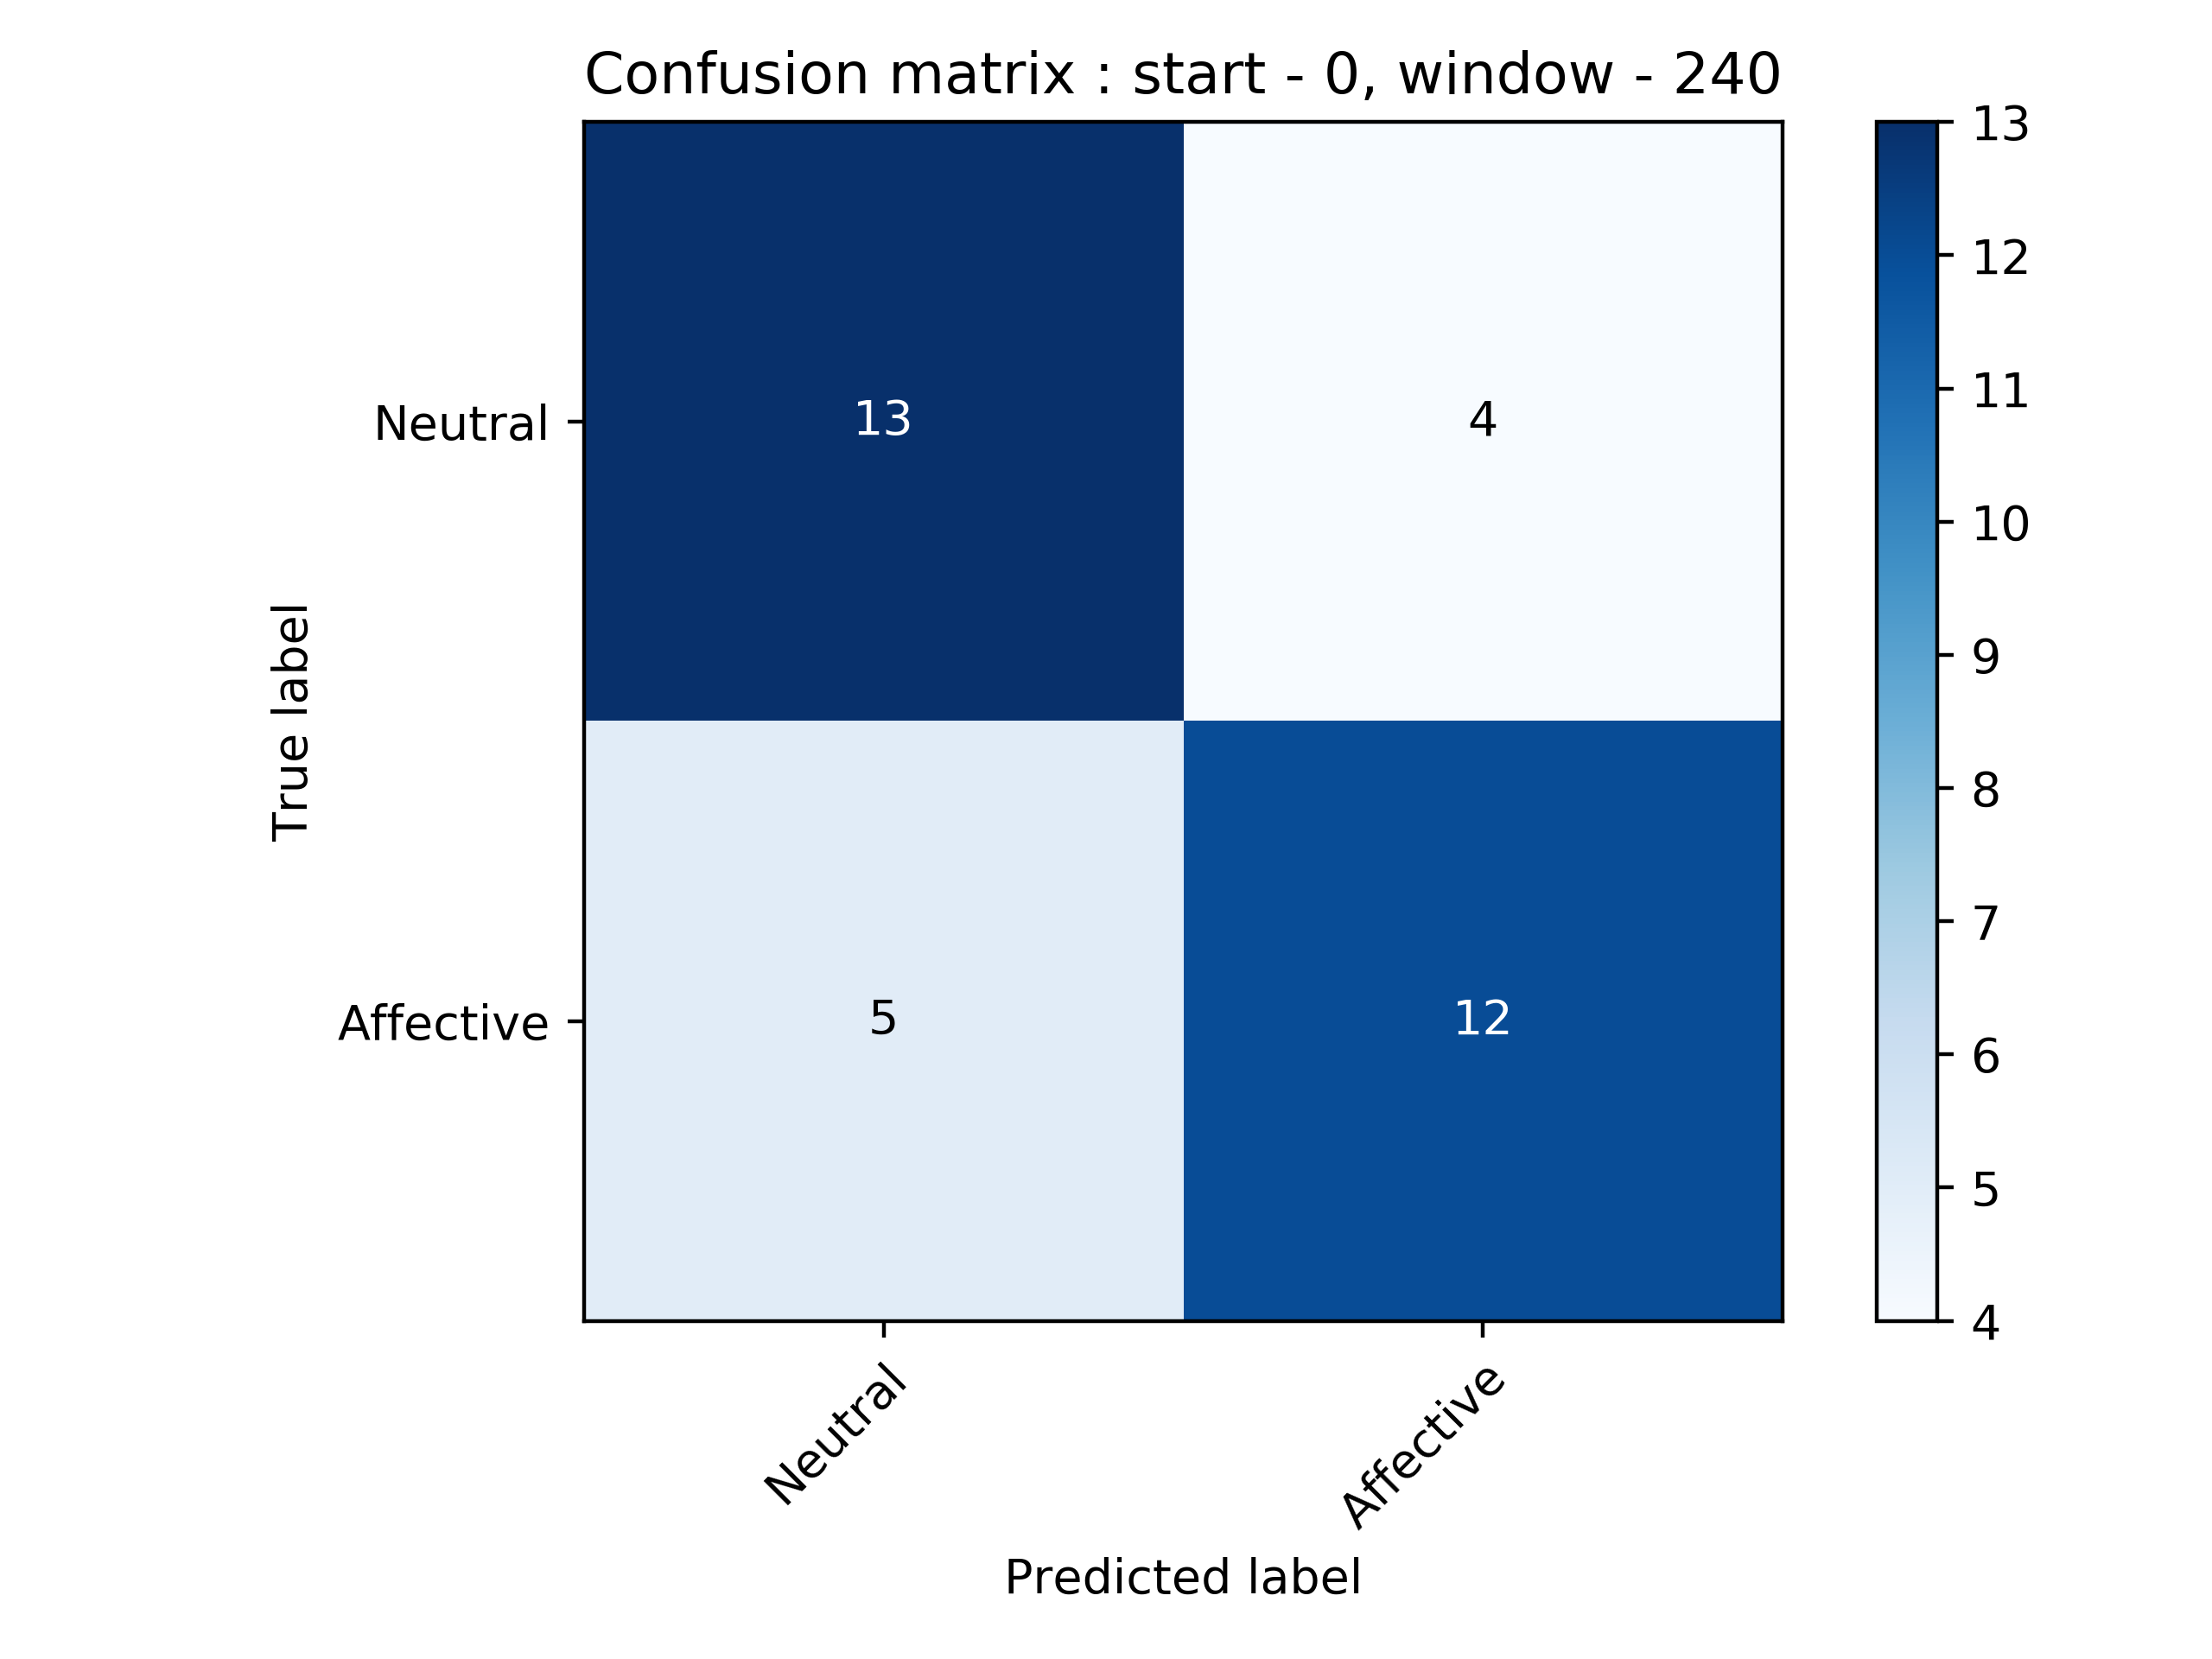 Confusion matrix : start - 0, window - 240
13
12
11
10
9
8
7
6
5
4
True label
Neutral
Affective
13
4
5
12
Neutral
Affective
Predicted label